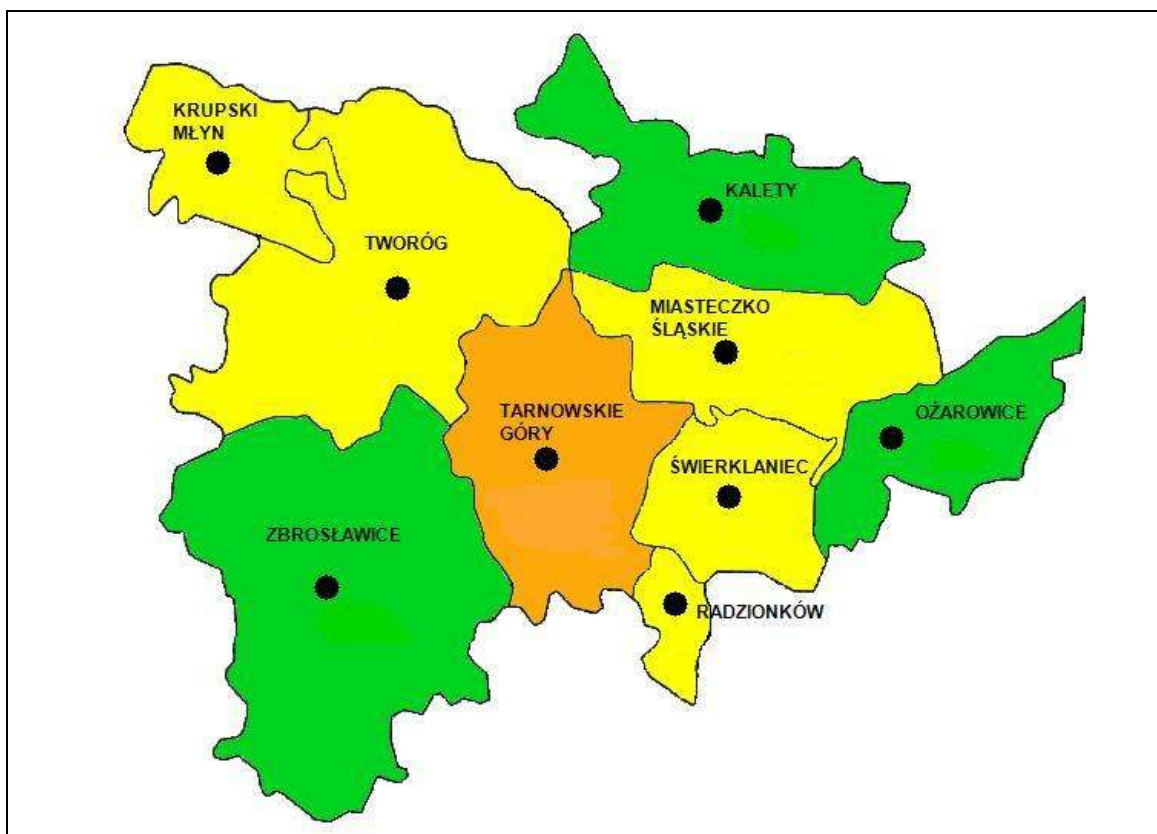 KRUPSKI
MŁYN
KALETY
TWORÓG
MIASTECZKO
ŚLĄSKIE
TARNOWSKIE
GÓRY
OŻAROWICE
ŚWIERKLANIEC
ZBROSŁAWICE
RADZIONKÓW